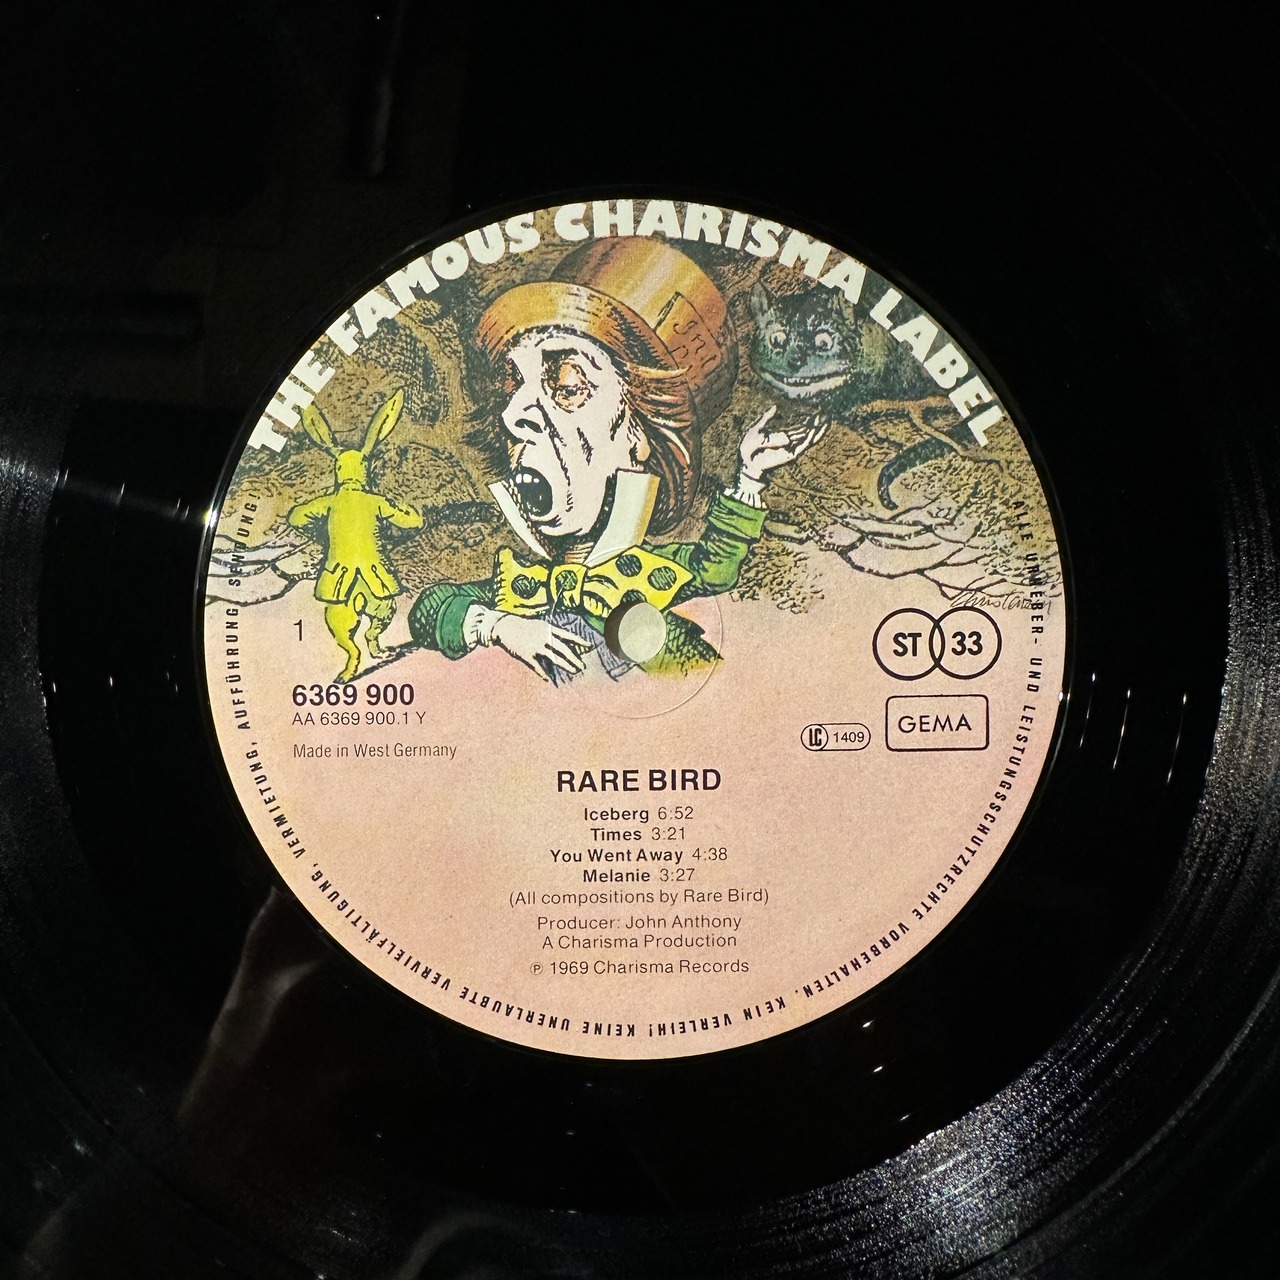 THE FAMOUS CHARISMA LABEL
1
6369 900
AA 6369 900.1 Y
Made in West Germany
ST 33
LC 1409
GEMA
RARE BIRD
Iceberg 6:52
Times 3:21
You Went Away 4:38
Melanie 3:27
(All compositions by Rare Bird)
Producer: John Anthony
A Charisma Production
℗ 1969 Charisma Records
ALLE URHEBER- UND LEISTUNGSSCHUTZRECHTE VORBEHALTEN. KEIN VERLEIH! KEINE UNERLAUBTE VERVIELFÄLTIGUNG, VERMIETUNG, AUFFÜHRUNG, SENDUNG!